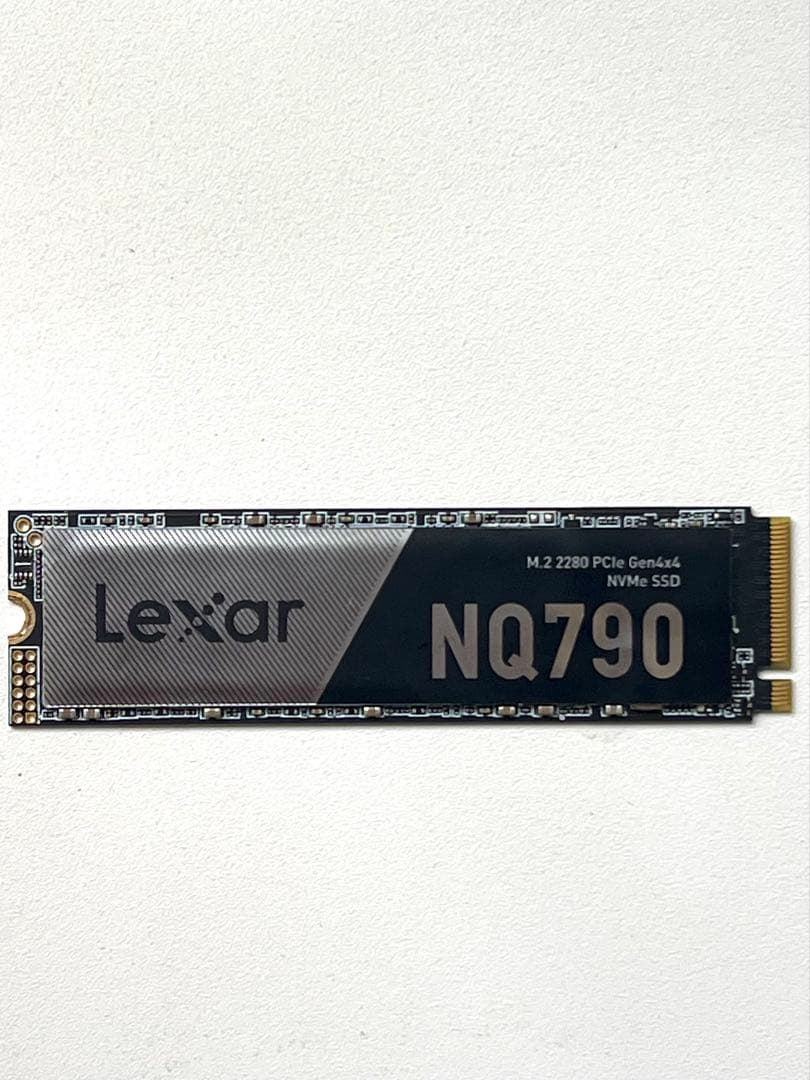 Lexar
M.2 2280 PCIe Gen4x4
NVMe SSD
NQ790